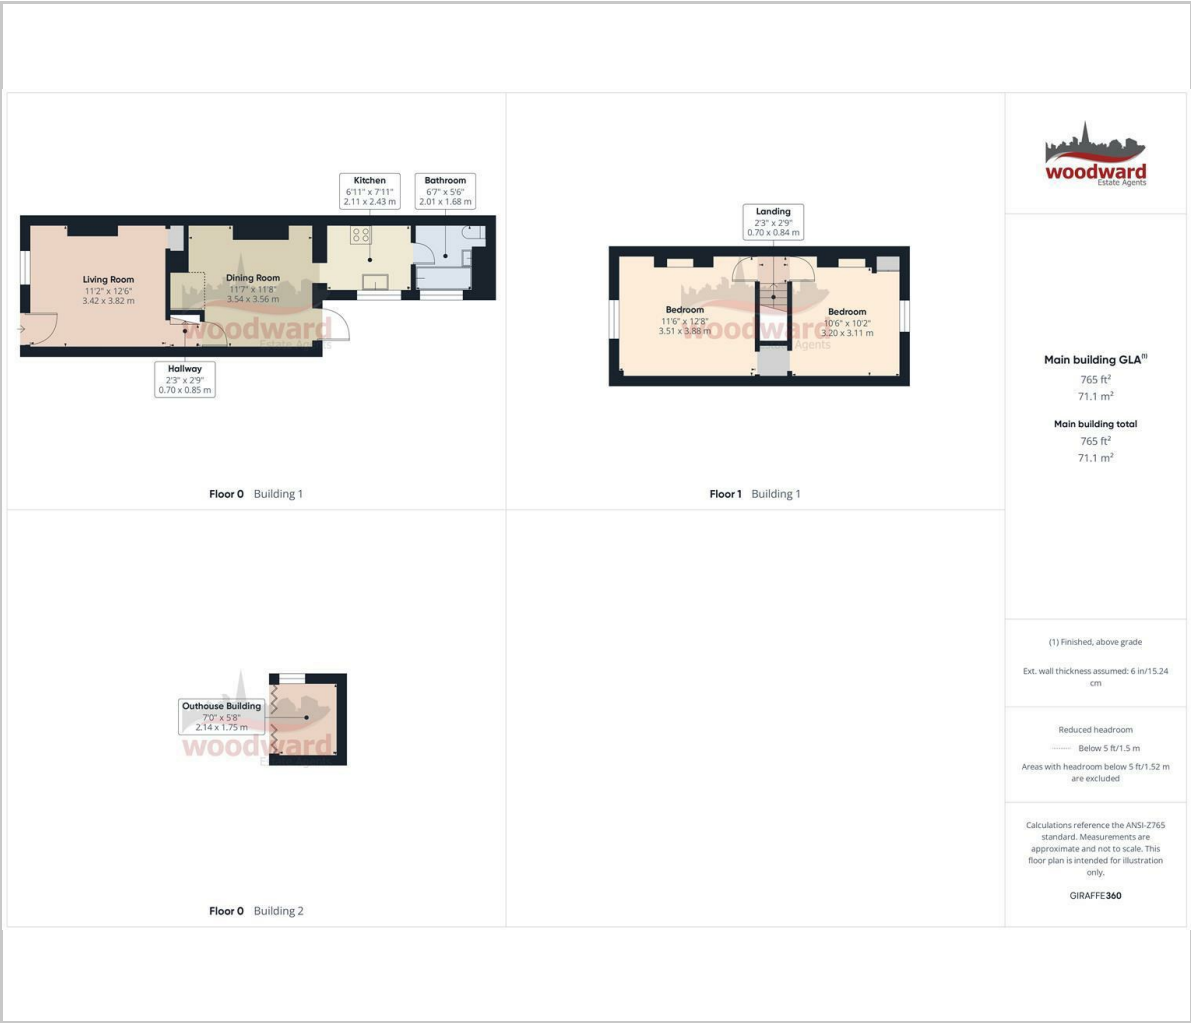 Kitchen
6'11" x 7'11"
2.11 x 2.43 m
Bathroom
6'7" x 5'6"
2.01 x 1.68 m
Living Room
11'2" x 12'6"
3.42 x 3.82 m
Dining Room
11'7" x 11'8"
3.54 x 3.56 m
woodward
Estate Agents
Hallway
2'3" x 2'9"
0.70 x 0.85 m
Floor 0 Building 1
Landing
2'3" x 2'9"
0.70 x 0.84 m
Bedroom
11'6" x 12'8"
3.51 x 3.88 m
Bedroom
10'6" x 10'2"
3.20 x 3.11 m
woodward
Estate Agents
Floor 1 Building 1
Outhouse Building
7'0" x 5'8"
2.14 x 1.75 m
woodward
Floor 0 Building 2
woodward
Estate Agents
Main building GLA(1)
765 ft²
71.1 m²
Main building total
765 ft²
71.1 m²
(1) Finished, above grade
Ext. wall thickness assumed: 6 in/15.24
cm
Reduced headroom
Below 5 ft/1.5 m
Areas with headroom below 5 ft/1.52 m
are excluded
Calculations reference the ANSI-Z765
standard. Measurements are
approximate and not to scale. This
floor plan is intended for illustration
only.
GIRAFFE360